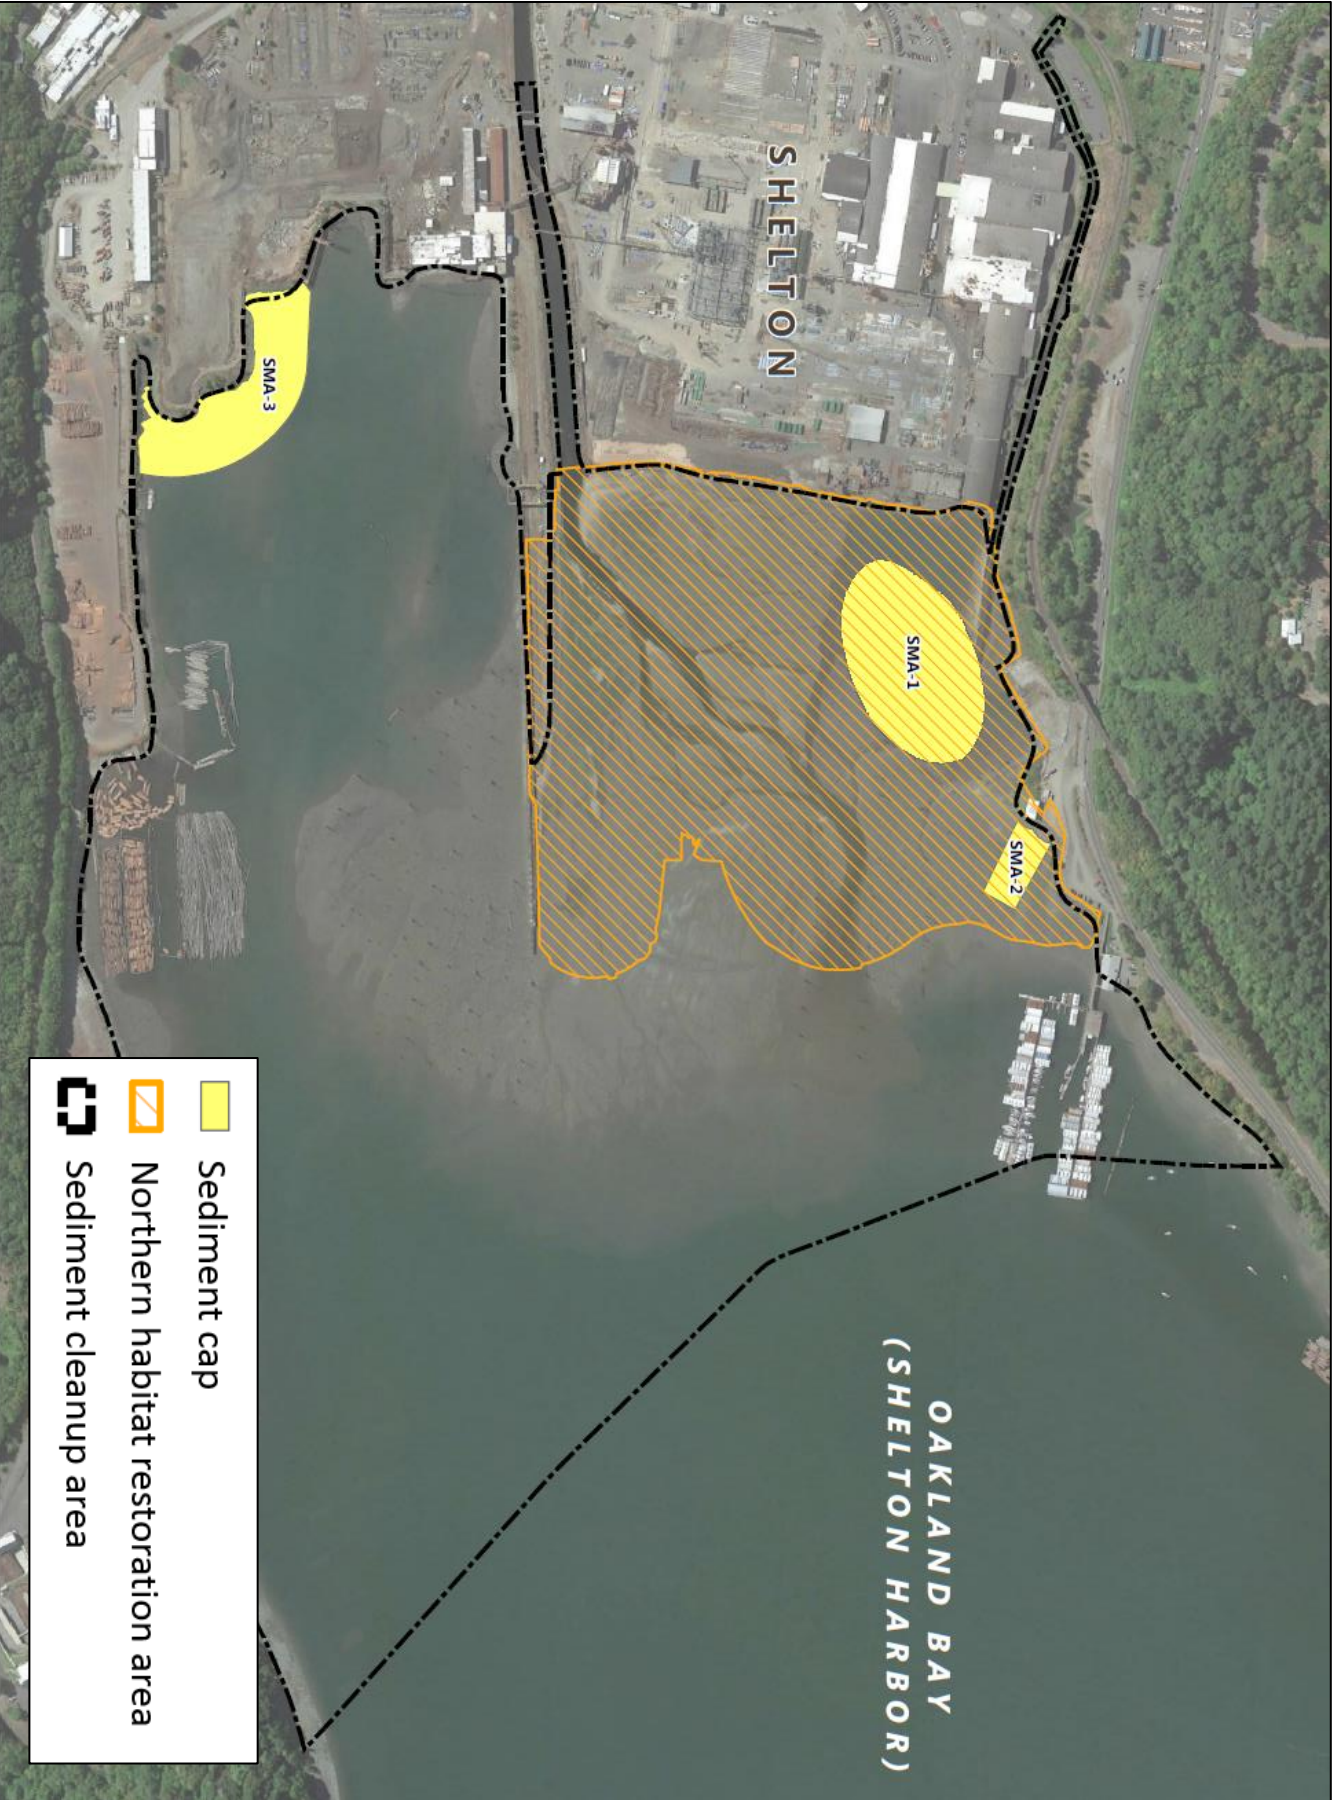 SHELTON
SMA-1
SMA-2
SMA-3
OAKLAND BAY
(SHELTON HARBOR)
Sediment cap
Northern habitat restoration area
Sediment cleanup area